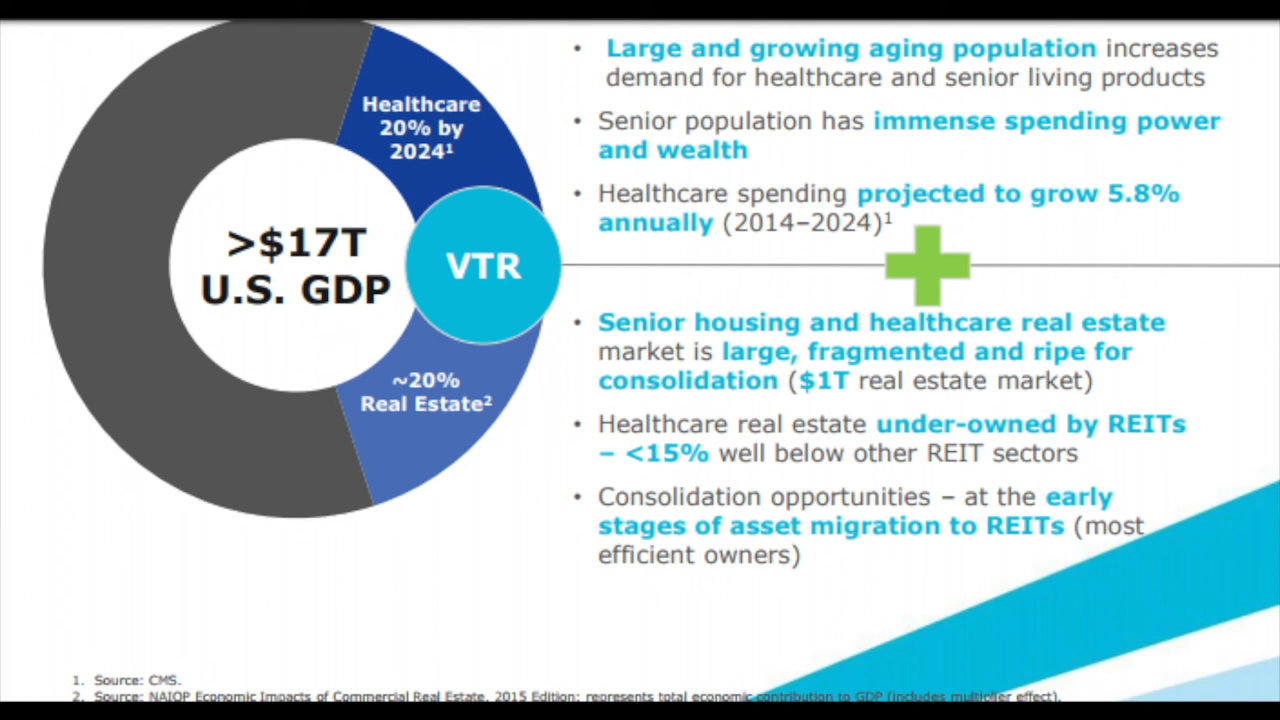 Healthcare
20% by
2024¹
>$17T
U.S. GDP
VTR
~20%
Real Estate²
• Large and growing aging population increases
demand for healthcare and senior living products
• Senior population has immense spending power
and wealth
• Healthcare spending projected to grow 5.8%
annually (2014–2024)¹
• Senior housing and healthcare real estate
market is large, fragmented and ripe for
consolidation ($1T real estate market)
• Healthcare real estate under-owned by REITs
– <15% well below other REIT sectors
• Consolidation opportunities – at the early
stages of asset migration to REITs (most
efficient owners)
1. Source: CMS.
2. Source: NAIOP Economic Impacts of Commercial Real Estate, 2015 Edition; represents total economic contribution to GDP (includes multiplier effect).